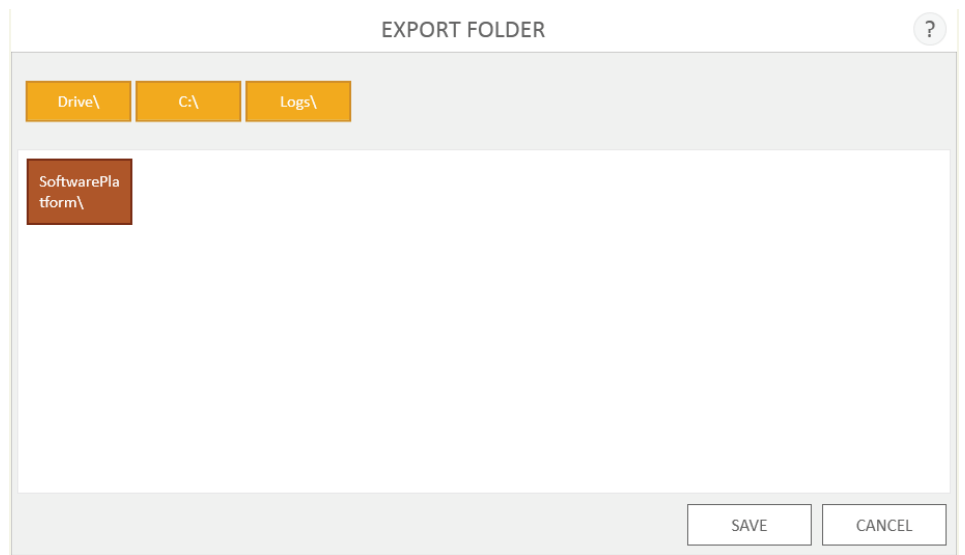 EXPORT FOLDER
?
Drive\
C:\
Logs\
SoftwarePla
tform\
SAVE
CANCEL